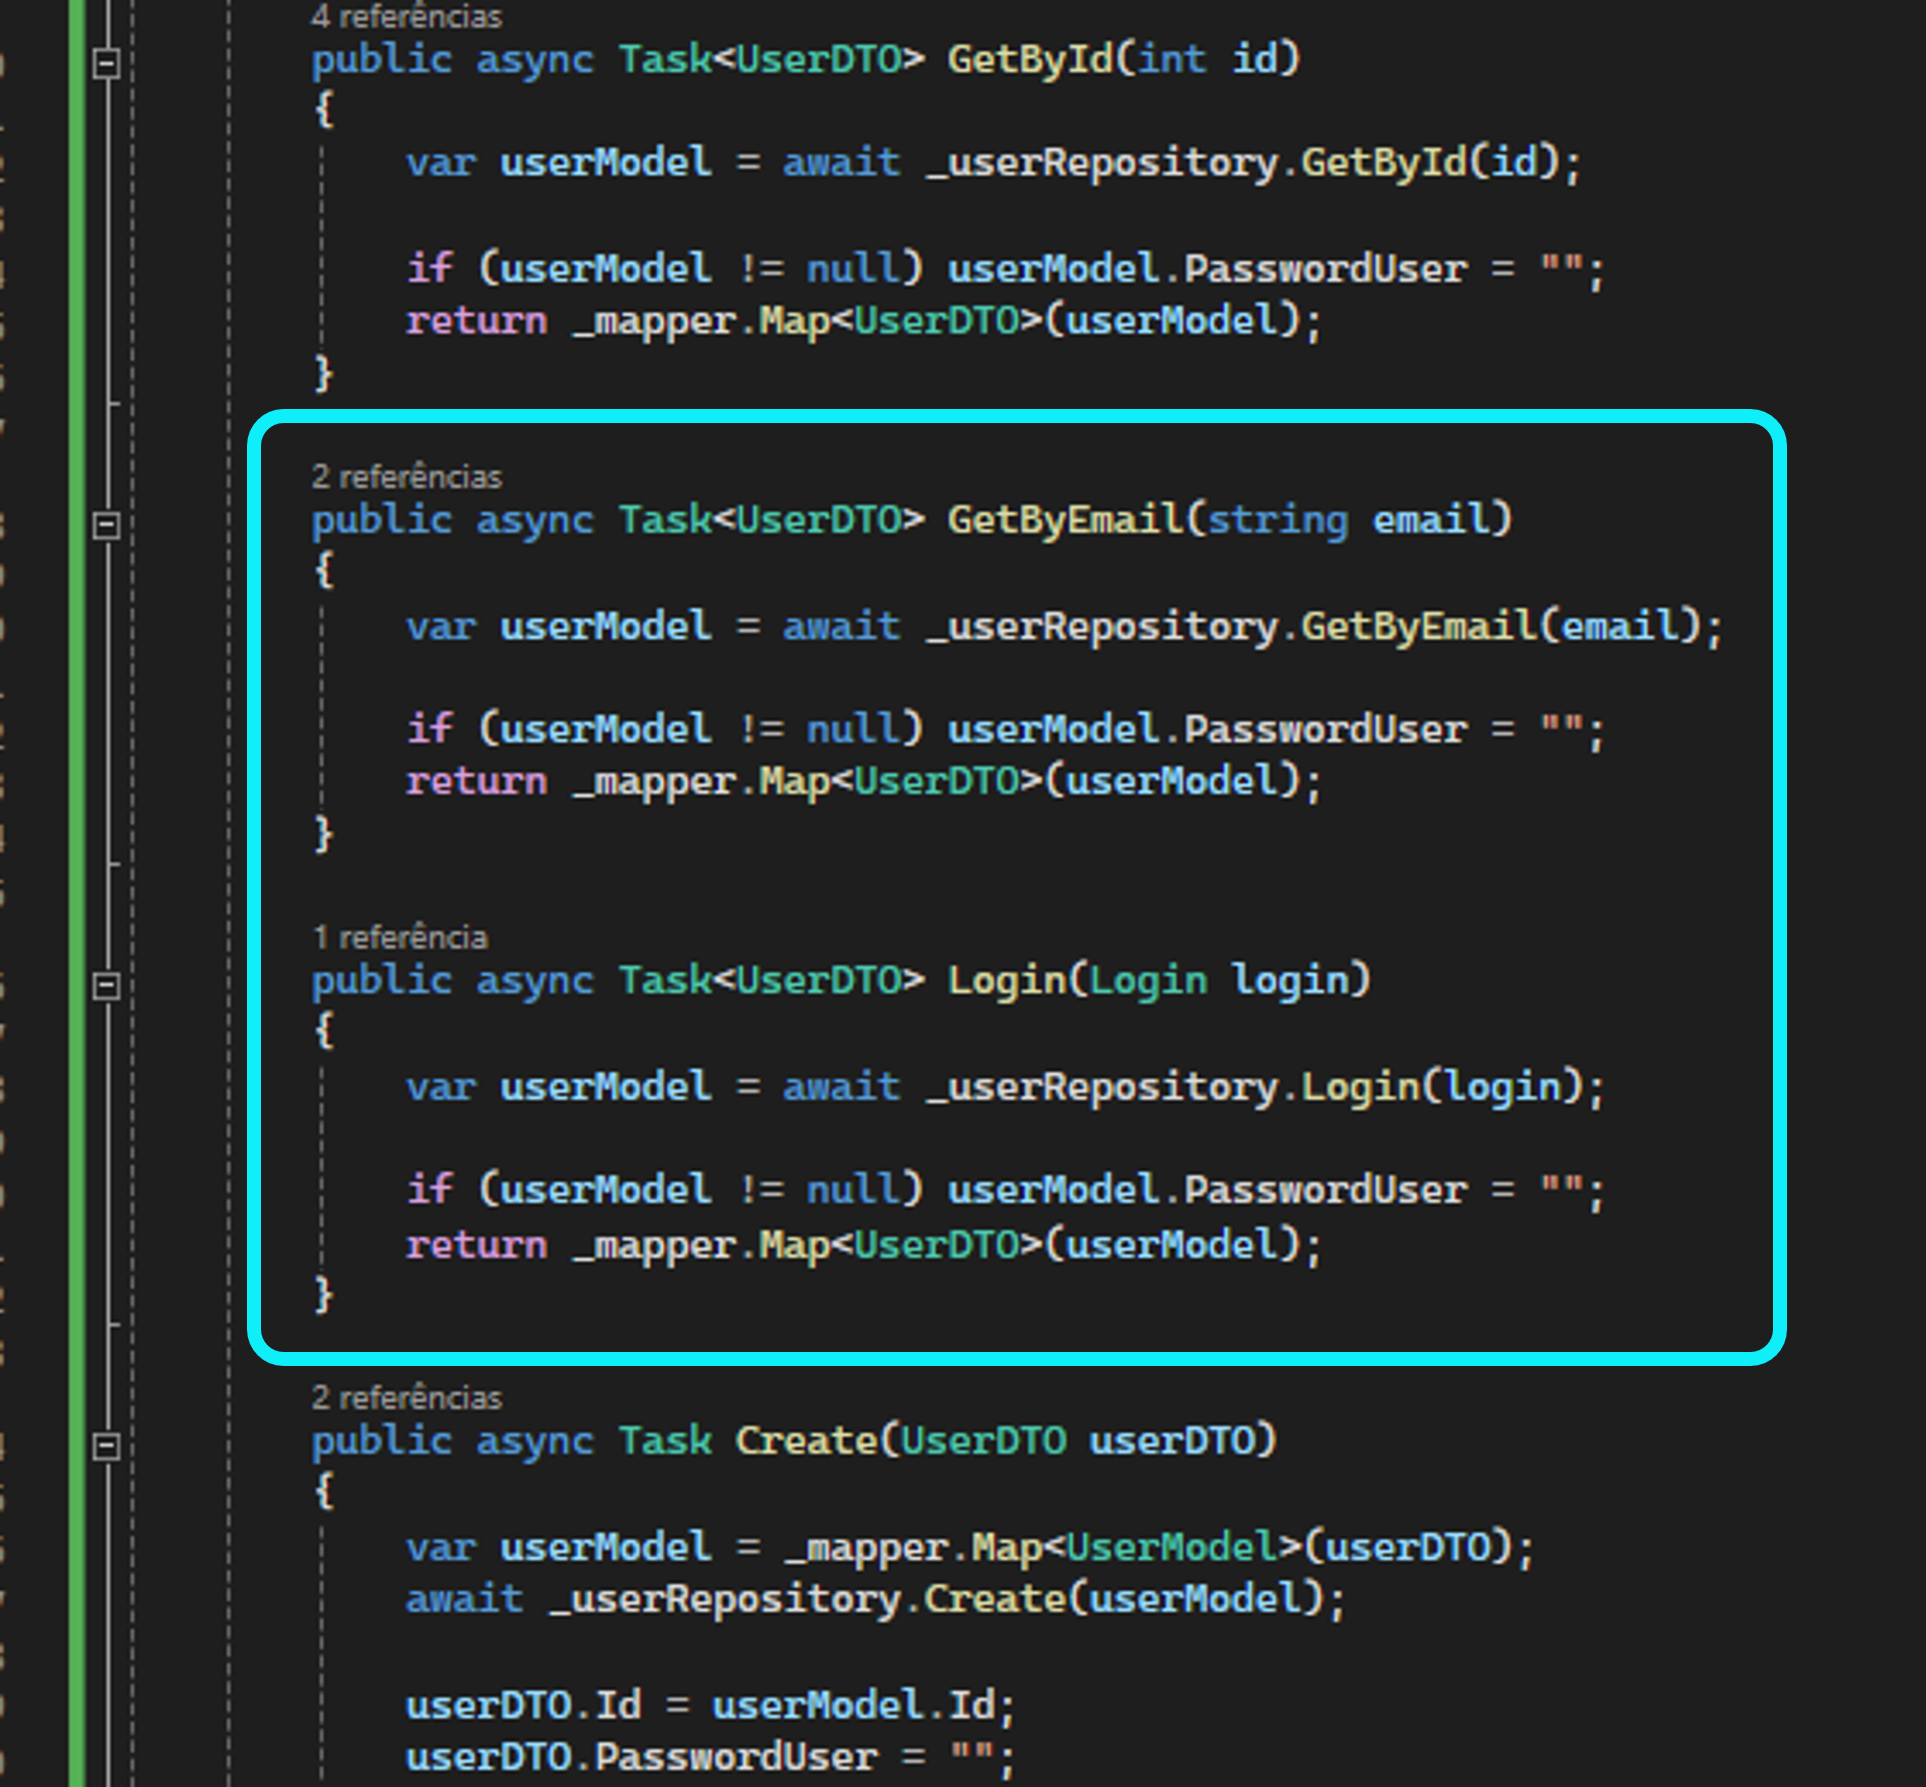 4 referências
public async Task<UserDTO> GetById(int id)
{
var userModel = await _userRepository.GetById(id);
if (userModel != null) userModel.PasswordUser = "";
return _mapper.Map<UserDTO>(userModel);
}
2 referências
public async Task<UserDTO> GetByEmail(string email)
{
var userModel = await _userRepository.GetByEmail(email);
if (userModel != null) userModel.PasswordUser = "";
return _mapper.Map<UserDTO>(userModel);
}
1 referência
public async Task<UserDTO> Login(Login login)
{
var userModel = await _userRepository.Login(login);
if (userModel != null) userModel.PasswordUser = "";
return _mapper.Map<UserDTO>(userModel);
}
2 referências
public async Task Create(UserDTO userDTO)
{
var userModel = _mapper.Map<UserModel>(userDTO);
await _userRepository.Create(userModel);
userDTO.Id = userModel.Id;
userDTO.PasswordUser = "";